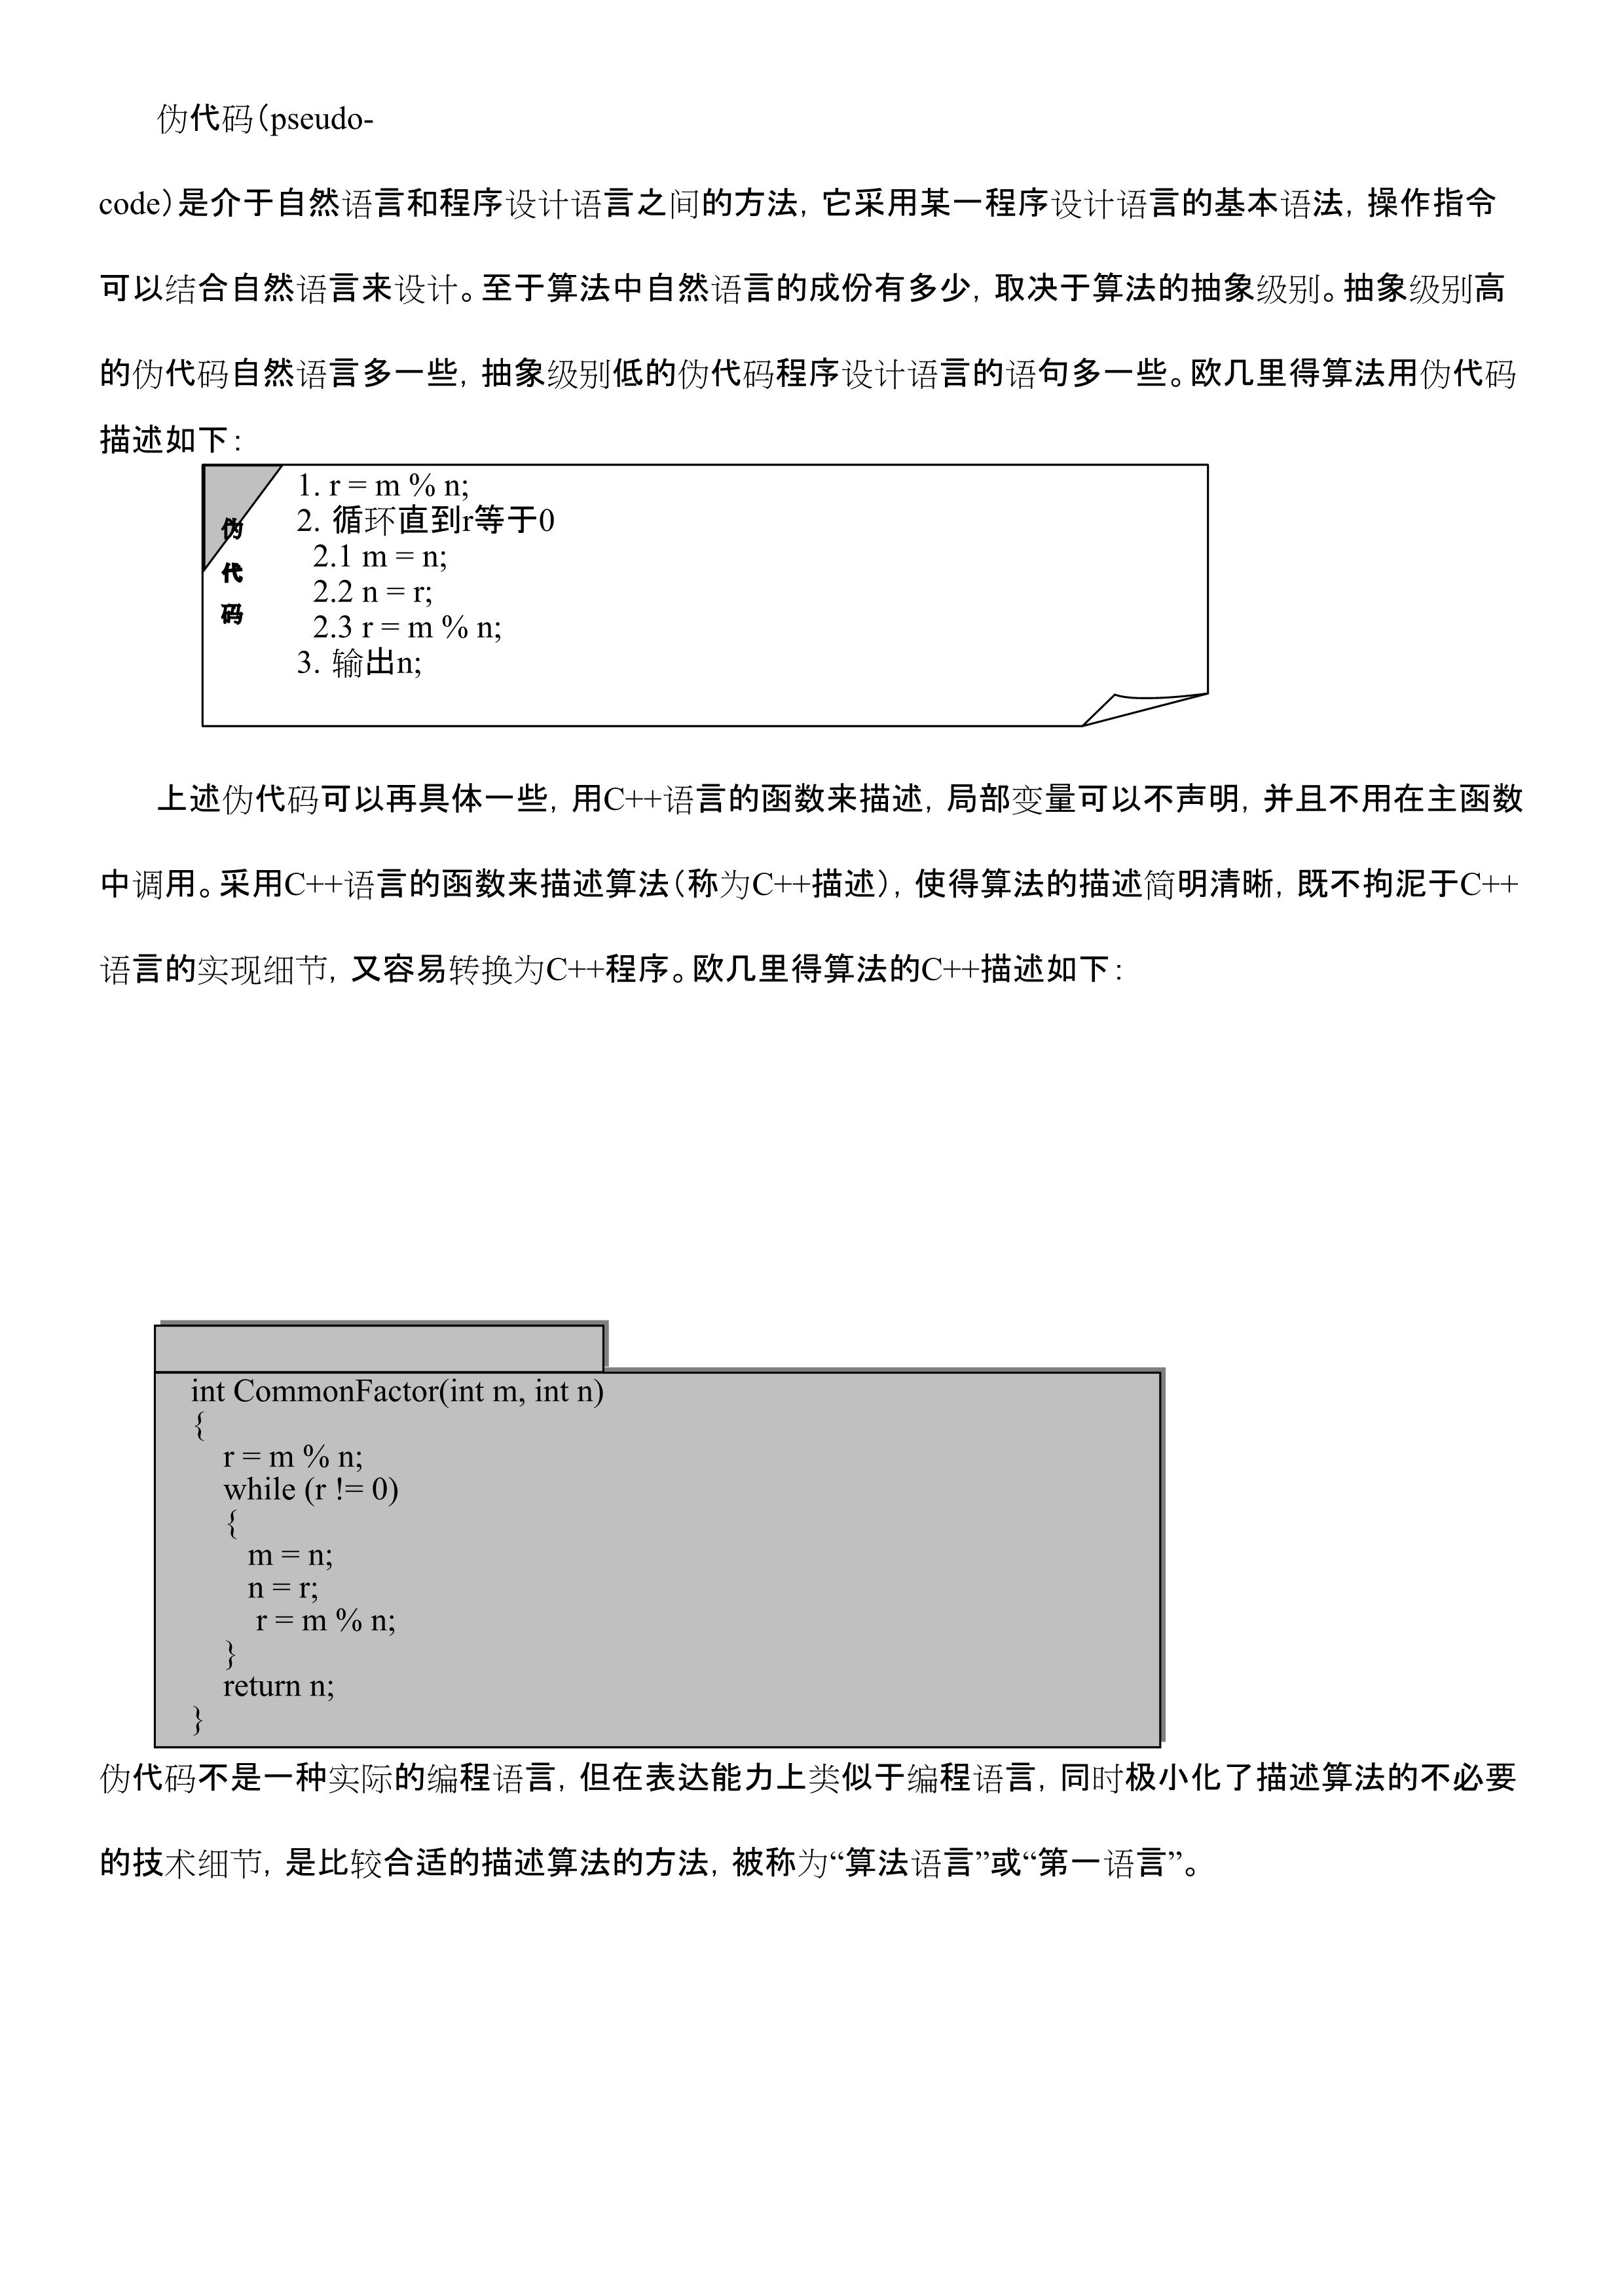 伪代码（pseudo-
code）是介于自然语言和程序设计语言之间的方法，它采用某一程序设计语言的基本语法，操作指令
可以结合自然语言来设计。至于算法中自然语言的成份有多少，取决于算法的抽象级别。抽象级别高
的伪代码自然语言多一些，抽象级别低的伪代码程序设计语言的语句多一些。欧几里得算法用伪代码
描述如下：
伪
代
码
1. r = m % n;
2. 循环直到r等于0
2.1 m = n;
2.2 n = r;
2.3 r = m % n;
3. 输出n;
上述伪代码可以再具体一些，用C++语言的函数来描述，局部变量可以不声明，并且不用在主函数
中调用。采用C++语言的函数来描述算法（称为C++描述），使得算法的描述简明清晰，既不拘泥于C++
语言的实现细节，又容易转换为C++程序。欧几里得算法的C++描述如下：
int CommonFactor(int m, int n)
{
r = m % n;
while (r != 0)
{
m = n;
n = r;
r = m % n;
}
return n;
}
伪代码不是一种实际的编程语言，但在表达能力上类似于编程语言，同时极小化了描述算法的不必要
的技术细节，是比较合适的描述算法的方法，被称为“算法语言”或“第一语言”。